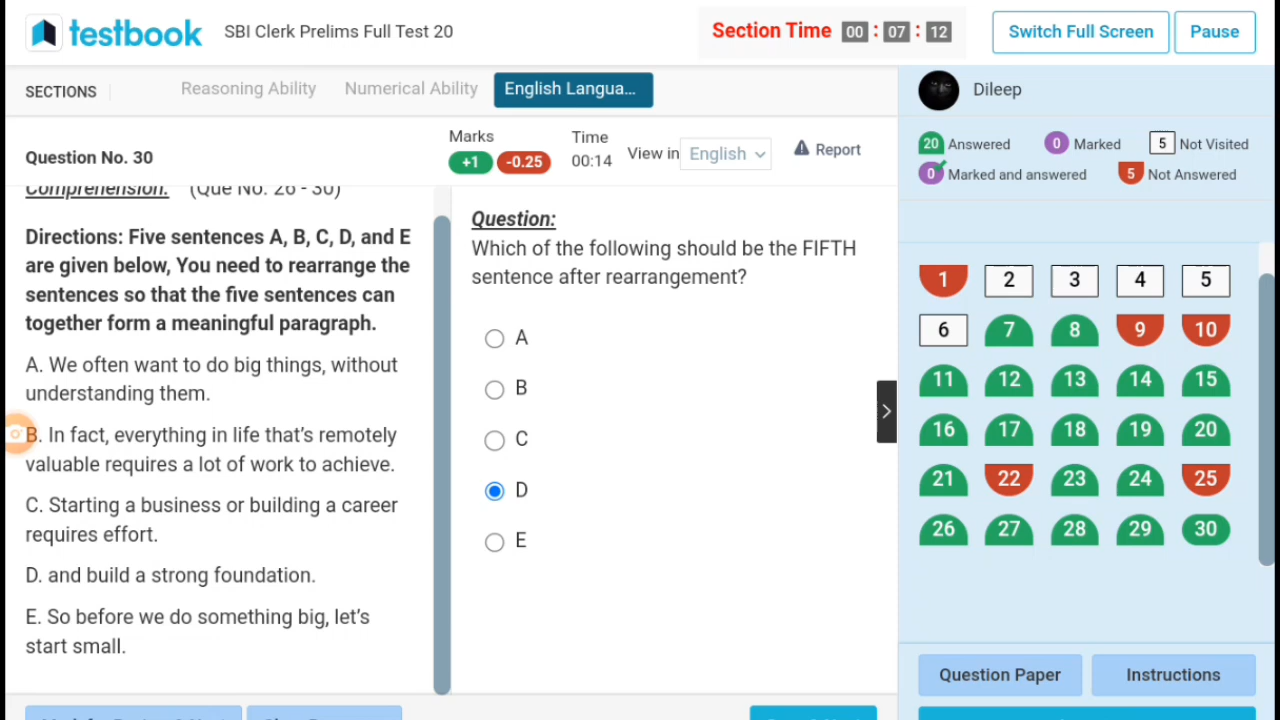 testbook
SBI Clerk Prelims Full Test 20
Section Time 00 : 07 : 12
Switch Full Screen
Pause
SECTIONS
Reasoning Ability
Numerical Ability
English Langua...
Dileep
Question No. 30
Marks
+1 -0.25
Time
00:14
View in English
Report
20 Answered
0 Marked
5 Not Visited
0 Marked and answered
5 Not Answered
Comprehension: (Que No. 26 - 30)
Directions: Five sentences A, B, C, D, and E
are given below, You need to rearrange the
sentences so that the five sentences can
together form a meaningful paragraph.
A. We often want to do big things, without
understanding them.
B. In fact, everything in life that's remotely
valuable requires a lot of work to achieve.
C. Starting a business or building a career
requires effort.
D. and build a strong foundation.
E. So before we do something big, let's
start small.
Question:
Which of the following should be the FIFTH
sentence after rearrangement?
A
B
C
D
E
1 2 3 4 5
6 7 8 9 10
11 12 13 14 15
16 17 18 19 20
21 22 23 24 25
26 27 28 29 30
Question Paper
Instructions